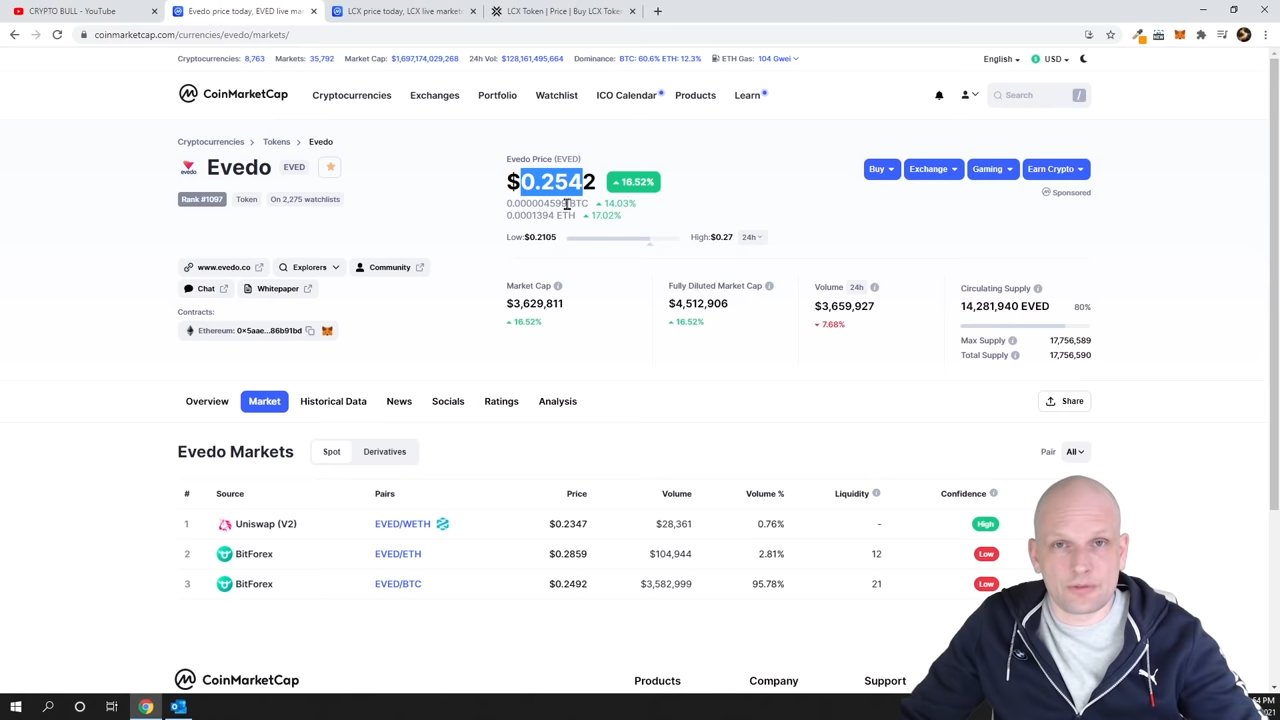 CRYPTO BULL - YouTube
Evedo price today, EVED live ma
LCX price today, LCX live market
LCX Token | Price | Buy LCX Token
coinmarketcap.com/currencies/evedo/markets/
Cryptocurrencies: 8,763 Markets: 35,792 Market Cap: $1,697,174,029,268 24h Vol: $128,161,495,664 Dominance: BTC: 60.6% ETH: 12.3% ETH Gas: 104 Gwei English USD
CoinMarketCap Cryptocurrencies Exchanges Portfolio Watchlist ICO Calendar Products Learn Search /
Cryptocurrencies > Tokens > Evedo
Evedo EVED
Rank #1097 Token On 2,275 watchlists
www.evedo.co Explorers Community
Chat Whitepaper
Contracts:
Ethereum: 0x5aae...86b91bd
Evedo Price (EVED)
$0.2542 16.52%
0.000004599 BTC 14.03%
0.0001394 ETH 17.02%
Low: $0.2105 High: $0.27 24h
Buy Exchange Gaming Earn Crypto
Sponsored
Market Cap
$3,629,811
16.52%
Fully Diluted Market Cap
$4,512,906
16.52%
Volume 24h
$3,659,927
7.68%
Circulating Supply
14,281,940 EVED 80%
Max Supply 17,756,589
Total Supply 17,756,590
Overview Market Historical Data News Socials Ratings Analysis Share
Evedo Markets Spot Derivatives Pair All
# Source Pairs Price Volume Volume % Liquidity Confidence
1 Uniswap (V2) EVED/WETH $0.2347 $28,361 0.76% - High
2 BitForex EVED/ETH $0.2859 $104,944 2.81% 12 Low
3 BitForex EVED/BTC $0.2492 $3,582,999 95.78% 21 Low
CoinMarketCap Products Company Support